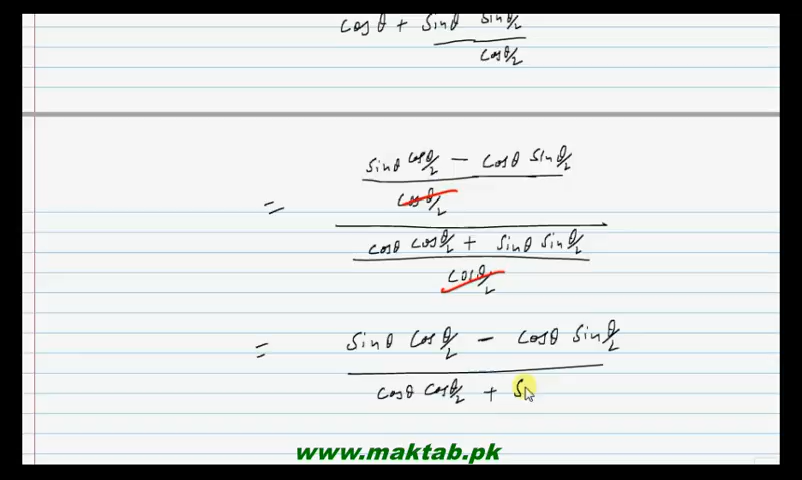 cosθ + sinθ sinθ/2
cosθ/2
sinθ cosθ/2 − cosθ sinθ/2
cosθ/2
=
cosθ cosθ/2 + sinθ sinθ/2
cosθ/2
= sinθ cosθ/2 − cosθ sinθ/2
cosθ cosθ/2 + S
www.maktab.pk